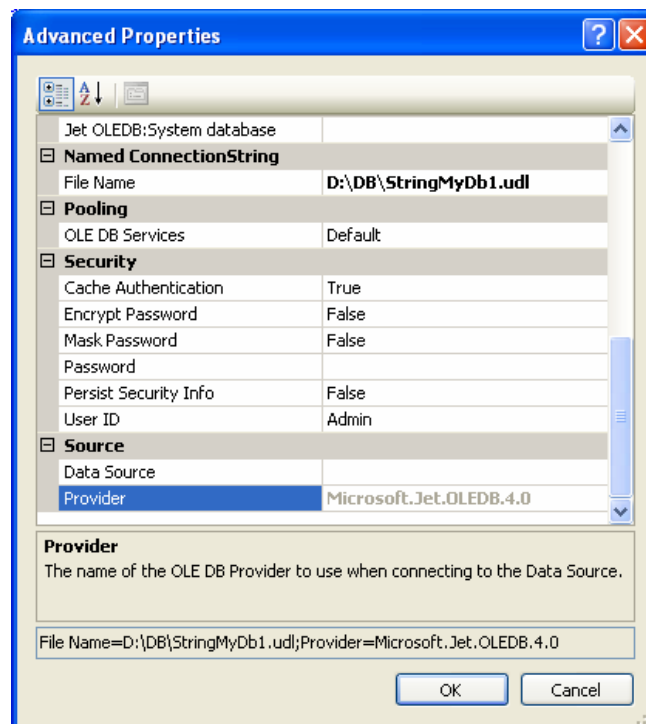 Advanced Properties
Jet OLEDB:System database
Named ConnectionString
File Name D:\DB\StringMyDb1.udl
Pooling
OLE DB Services Default
Security
Cache Authentication True
Encrypt Password False
Mask Password False
Password
Persist Security Info False
User ID Admin
Source
Data Source
Provider Microsoft.Jet.OLEDB.4.0
Provider
The name of the OLE DB Provider to use when connecting to the Data Source.
File Name=D:\DB\StringMyDb1.udl;Provider=Microsoft.Jet.OLEDB.4.0
OK Cancel